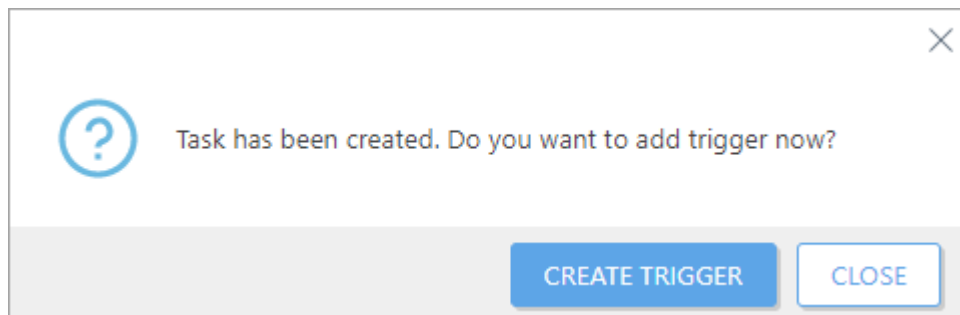 Task has been created. Do you want to add trigger now?
CREATE TRIGGER
CLOSE